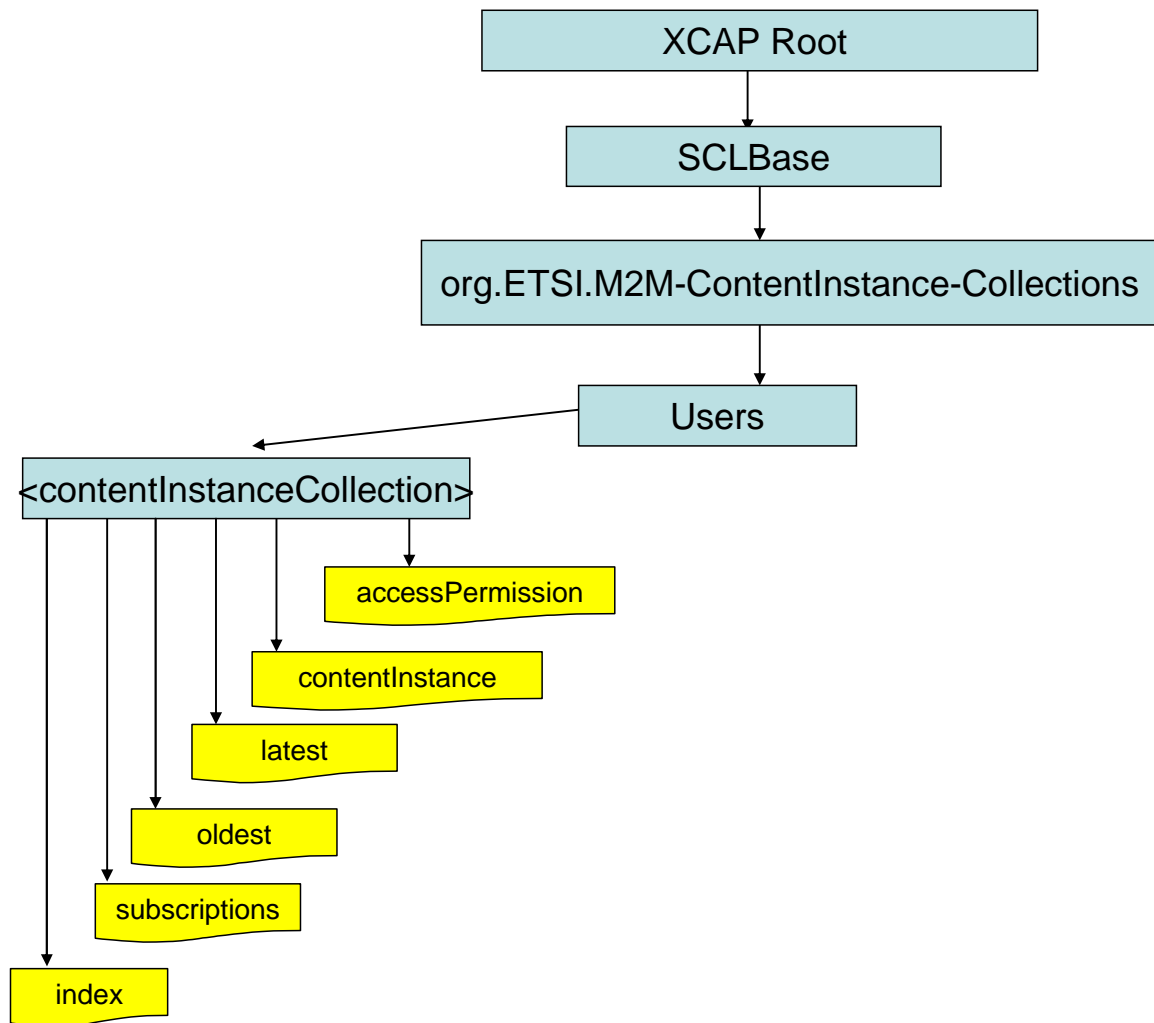 XCAP Root
SCLBase
org.ETSI.M2M-ContentInstance-Collections
Users
<contentInstanceCollection>
accessPermission
contentInstance
latest
oldest
subscriptions
index